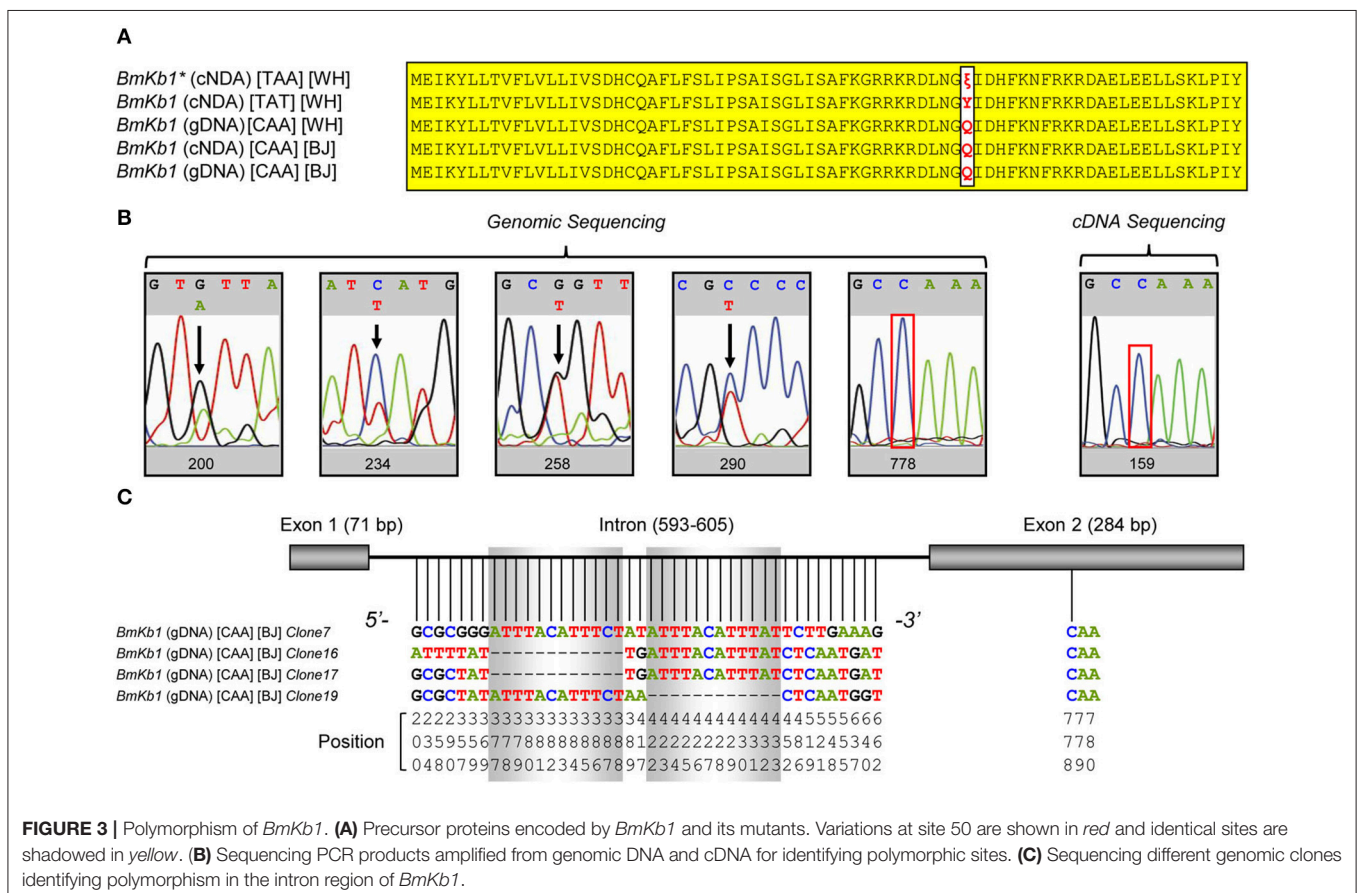 A
BmKb1* (cNDA) [TAA] [WH] MEIKYLLTVFLVLLIVSDHCQAFLFSLIPSAISGLISAFKGRRKRDLNGξIDHFKNFRKRDAELEELLSKLPIY
BmKb1 (cNDA) [TAT] [WH] MEIKYLLTVFLVLLIVSDHCQAFLFSLIPSAISGLISAFKGRRKRDLNGYIDHFKNFRKRDAELEELLSKLPIY
BmKb1 (gDNA)[CAA] [WH] MEIKYLLTVFLVLLIVSDHCQAFLFSLIPSAISGLISAFKGRRKRDLNGQIDHFKNFRKRDAELEELLSKLPIY
BmKb1 (cNDA) [CAA] [BJ] MEIKYLLTVFLVLLIVSDHCQAFLFSLIPSAISGLISAFKGRRKRDLNGQIDHFKNFRKRDAELEELLSKLPIY
BmKb1 (gDNA) [CAA] [BJ] MEIKYLLTVFLVLLIVSDHCQAFLFSLIPSAISGLISAFKGRRKRDLNGQIDHFKNFRKRDAELEELLSKLPIY
B
Genomic Sequencing
cDNA Sequencing
G T G T T A
A
200
A T C A T G
T
234
G C G G T T
T
258
C G C C C C
T
290
G C C A A A
778
G C C A A A
159
C
Exon 1 (71 bp) Intron (593-605) Exon 2 (284 bp)
5'- -3'
BmKb1 (gDNA) [CAA] [BJ] Clone7 GCGCGGGATTTACATTTCTATATTTACATTTATTCTTGAAAG CAA
BmKb1 (gDNA) [CAA] [BJ] Clone16 ATTTTAT------------TGATTTACATTTATCTCAATGAT CAA
BmKb1 (gDNA) [CAA] [BJ] Clone17 GCGCTAT------------TGATTTACATTTATCTCAATGAT CAA
BmKb1 (gDNA) [CAA] [BJ] Clone19 GCGCTATATTTACATTTCTAA------------CTCAATGGT CAA
Position
222233333333333333334444444444444445555666 777
035955677788888888881222222223333581245346 778
048079978901234567897234567890123269185702 890
FIGURE 3 | Polymorphism of BmKb1. (A) Precursor proteins encoded by BmKb1 and its mutants. Variations at site 50 are shown in red and identical sites are
shadowed in yellow. (B) Sequencing PCR products amplified from genomic DNA and cDNA for identifying polymorphic sites. (C) Sequencing different genomic clones
identifying polymorphism in the intron region of BmKb1.